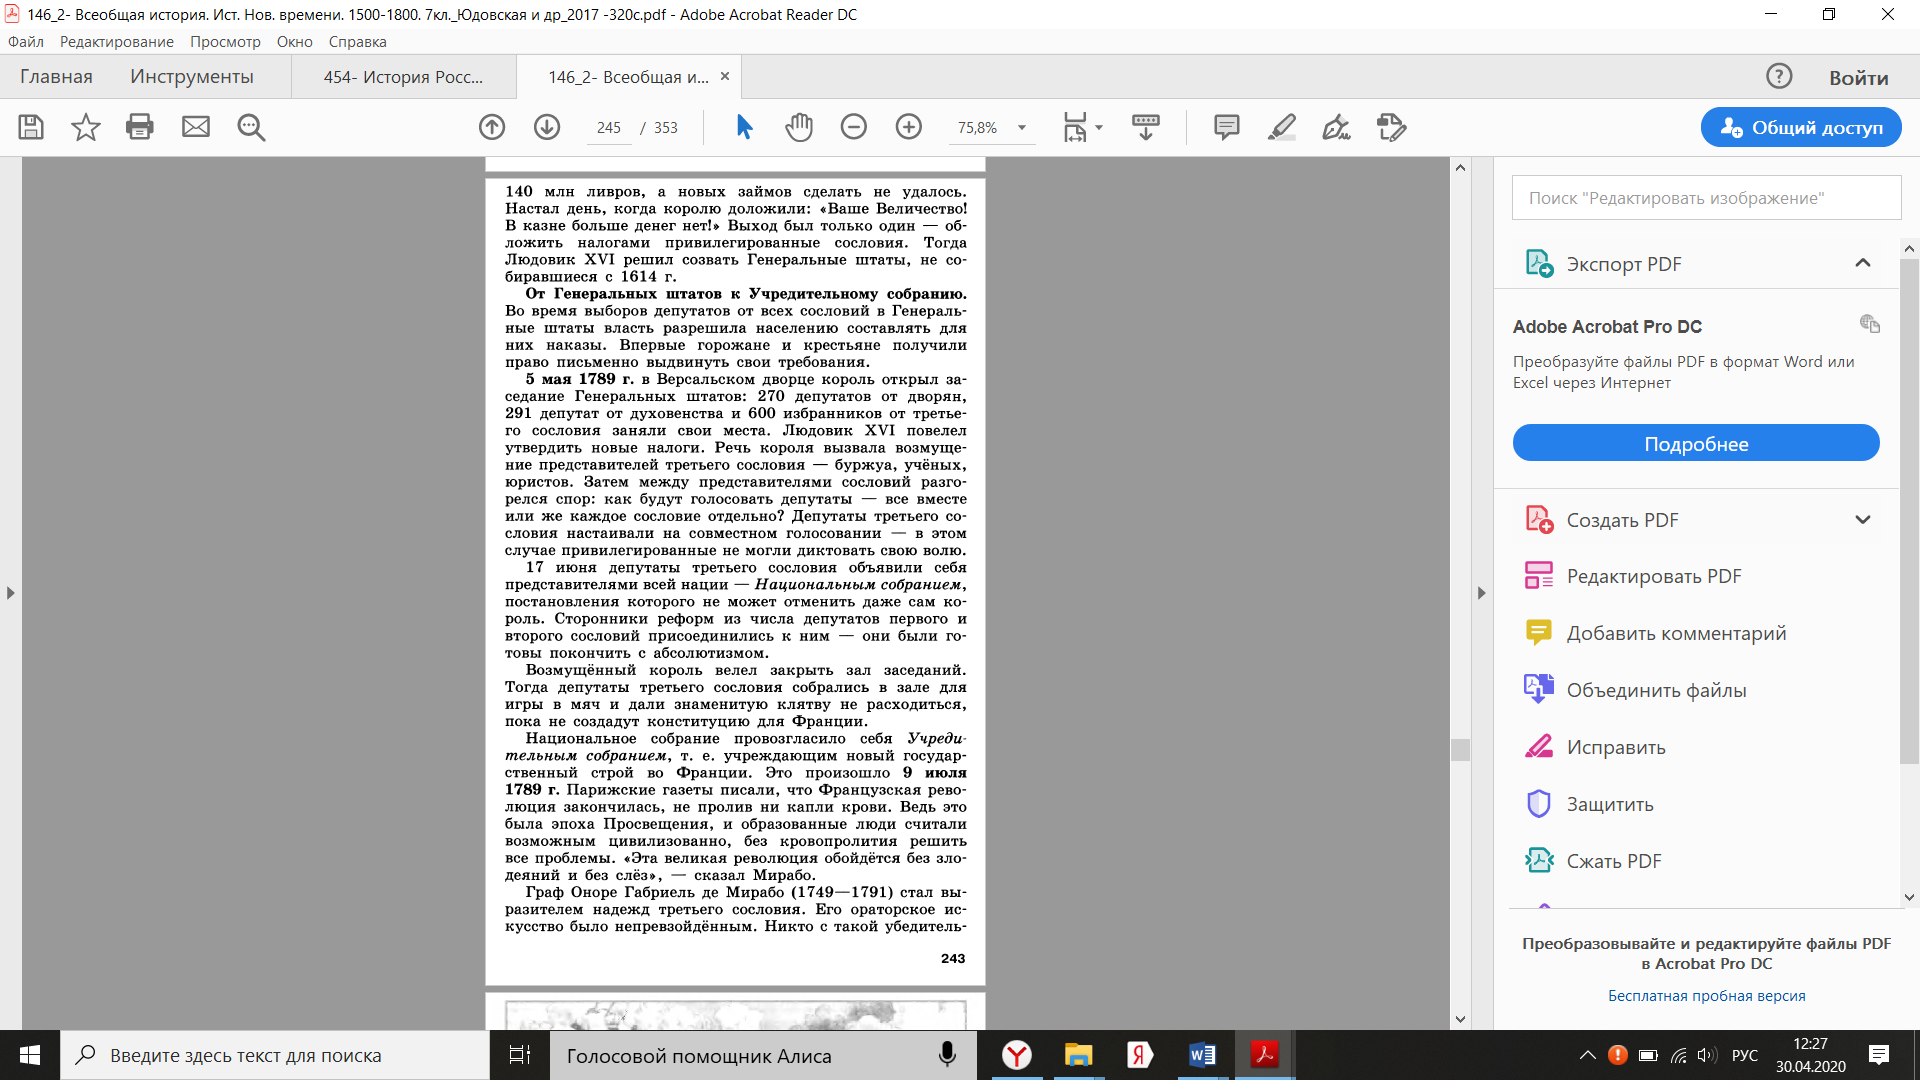 146_2- Всеобщая история. Ист. Нов. времени. 1500-1800. 7кл._Юдовская и др_2017 -320с.pdf - Adobe Acrobat Reader DC
Файл Редактирование Просмотр Окно Справка
Главная Инструменты 454- История Росс... 146_2- Всеобщая и... Войти
245 / 353 75,8% Общий доступ
140 млн ливров, а новых займов сделать не удалось.
Настал день, когда королю доложили: «Ваше Величество!
В казне больше денег нет!» Выход был только один — об-
ложить налогами привилегированные сословия. Тогда
Людовик XVI решил созвать Генеральные штаты, не со-
биравшиеся с 1614 г.
От Генеральных штатов к Учредительному собранию.
Во время выборов депутатов от всех сословий в Генераль-
ные штаты власть разрешила населению составлять для
них наказы. Впервые горожане и крестьяне получили
право письменно выдвинуть свои требования.
5 мая 1789 г. в Версальском дворце король открыл за-
седание Генеральных штатов: 270 депутатов от дворян,
291 депутат от духовенства и 600 избранников от третье-
го сословия заняли свои места. Людовик XVI повелел
утвердить новые налоги. Речь короля вызвала возмуще-
ние представителей третьего сословия — буржуа, учёных,
юристов. Затем между представителями сословий разго-
релся спор: как будут голосовать депутаты — все вместе
или же каждое сословие отдельно? Депутаты третьего со-
словия настаивали на совместном голосовании — в этом
случае привилегированные не могли диктовать свою волю.
17 июня депутаты третьего сословия объявили себя
представителями всей нации — Национальным собранием,
постановления которого не может отменить даже сам ко-
роль. Сторонники реформ из числа депутатов первого и
второго сословий присоединились к ним — они были го-
товы покончить с абсолютизмом.
Возмущённый король велел закрыть зал заседаний.
Тогда депутаты третьего сословия собрались в зале для
игры в мяч и дали знаменитую клятву не расходиться,
пока не создадут конституцию для Франции.
Национальное собрание провозгласило себя Учреди-
тельным собранием, т. е. учреждающим новый государ-
ственный строй во Франции. Это произошло 9 июля
1789 г. Парижские газеты писали, что Французская рево-
люция закончилась, не пролив ни капли крови. Ведь это
была эпоха Просвещения, и образованные люди считали
возможным цивилизованно, без кровопролития решить
все проблемы. «Эта великая революция обойдётся без зло-
деяний и без слёз», — сказал Мирабо.
Граф Оноре Габриель де Мирабо (1749—1791) стал вы-
разителем надежд третьего сословия. Его ораторское ис-
кусство было непревзойдённым. Никто с такой убедитель-
243
Поиск "Редактировать изображение"
Экспорт PDF
Adobe Acrobat Pro DC
Преобразуйте файлы PDF в формат Word или
Excel через Интернет
Подробнее
Создать PDF
Редактировать PDF
Добавить комментарий
Объединить файлы
Исправить
Защитить
Сжать PDF
Преобразовывайте и редактируйте файлы PDF
в Acrobat Pro DC
Бесплатная пробная версия
Введите здесь текст для поиска
Голосовой помощник Алиса
РУС
12:27
30.04.2020